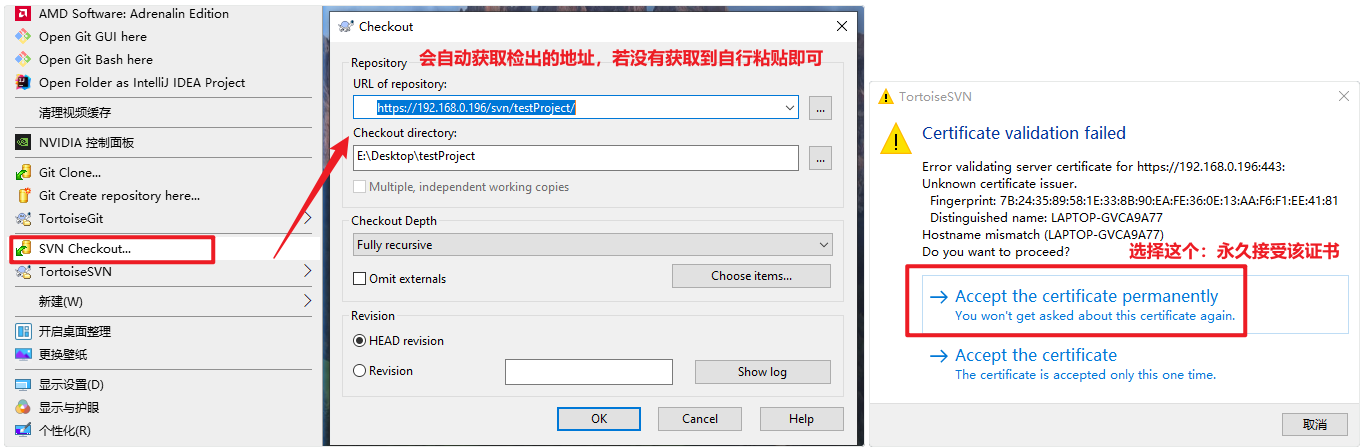 AMD Software: Adrenalin Edition
Open Git GUI here
Open Git Bash here
Open Folder as IntelliJ IDEA Project
清理视频缓存
NVIDIA 控制面板
Git Clone...
Git Create repository here...
TortoiseGit
SVN Checkout...
TortoiseSVN
新建(W)
开启桌面整理
更换壁纸
显示设置(D)
显示与护眼
个性化(R)
Checkout
Repository
会自动获取检出的地址，若没有获取到自行粘贴即可
URL of repository:
https://192.168.0.196/svn/testProject/
...
Checkout directory:
E:\Desktop\testProject
...
Multiple, independent working copies
Checkout Depth
Fully recursive
Omit externals
Choose items...
Revision
HEAD revision
Revision
Show log
OK
Cancel
Help
TortoiseSVN
Certificate validation failed
Error validating server certificate for https://192.168.0.196:443:
Unknown certificate issuer.
Fingerprint: 7B:24:35:89:58:1E:33:8B:90:EA:FE:36:0E:13:AA:F6:F1:EE:41:81
Distinguished name: LAPTOP-GVCA9A77
Hostname mismatch (LAPTOP-GVCA9A77)
Do you want to proceed?
选择这个：永久接受该证书
Accept the certificate permanently
You won't get asked about this certificate again.
Accept the certificate
The certificate is accepted only this one time.
取消